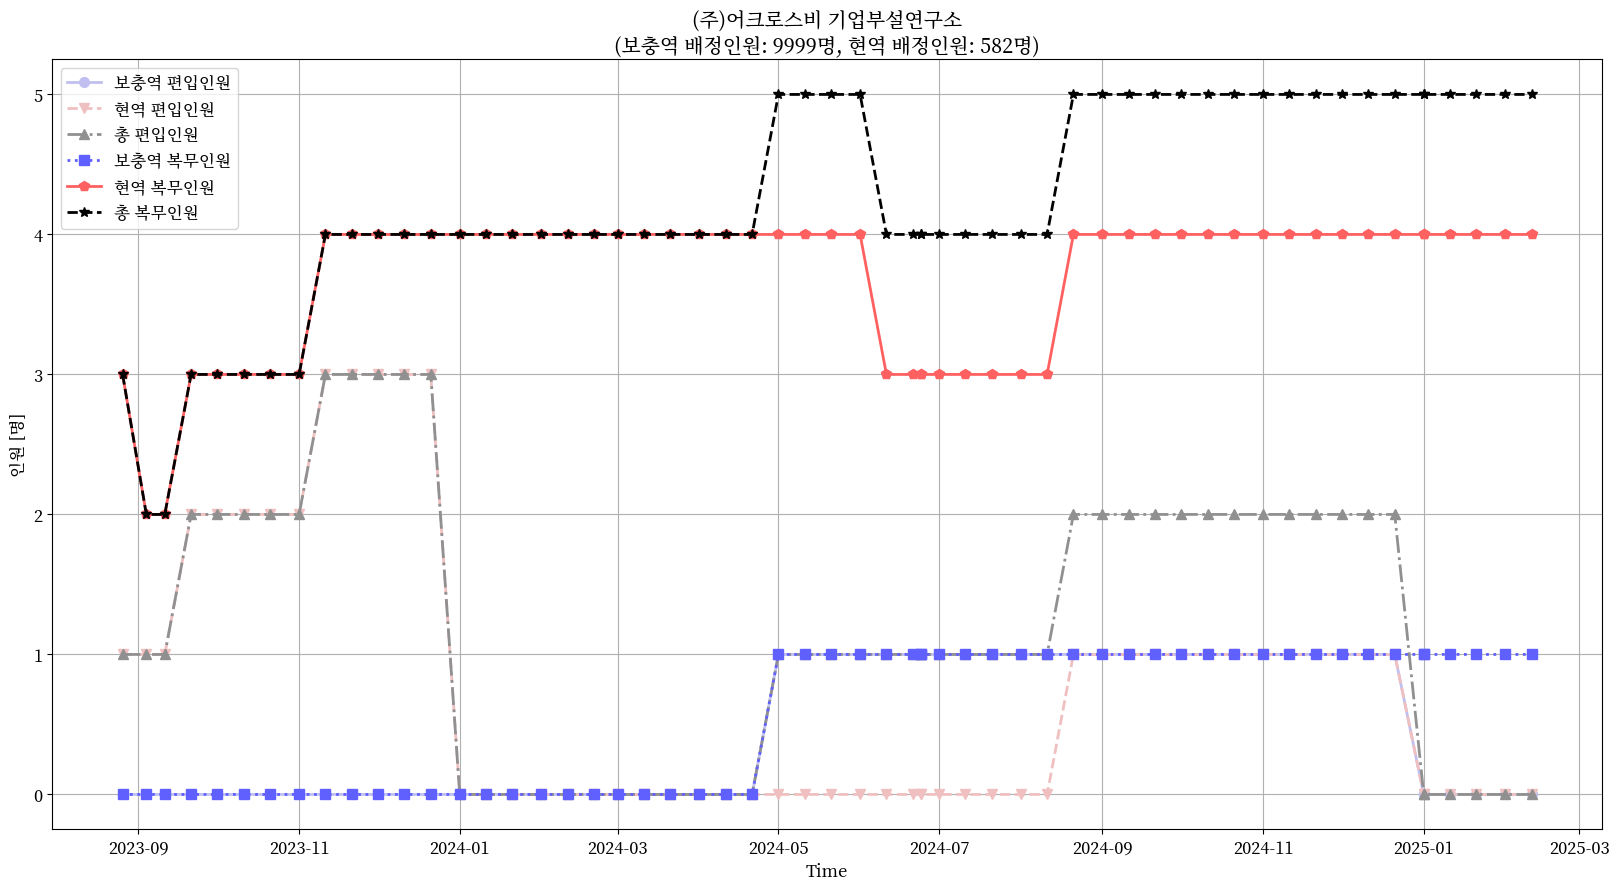 (주)어크로스비 기업부설연구소
(보충역 배정인원: 9999명, 현역 배정인원: 582명)
보충역 편입인원
현역 편입인원
총 편입인원
보충역 복무인원
현역 복무인원
총 복무인원
인원 [명]
5
4
3
2
1
0
2023-09
2023-11
2024-01
2024-03
2024-05
2024-07
2024-09
2024-11
2025-01
2025-03
Time